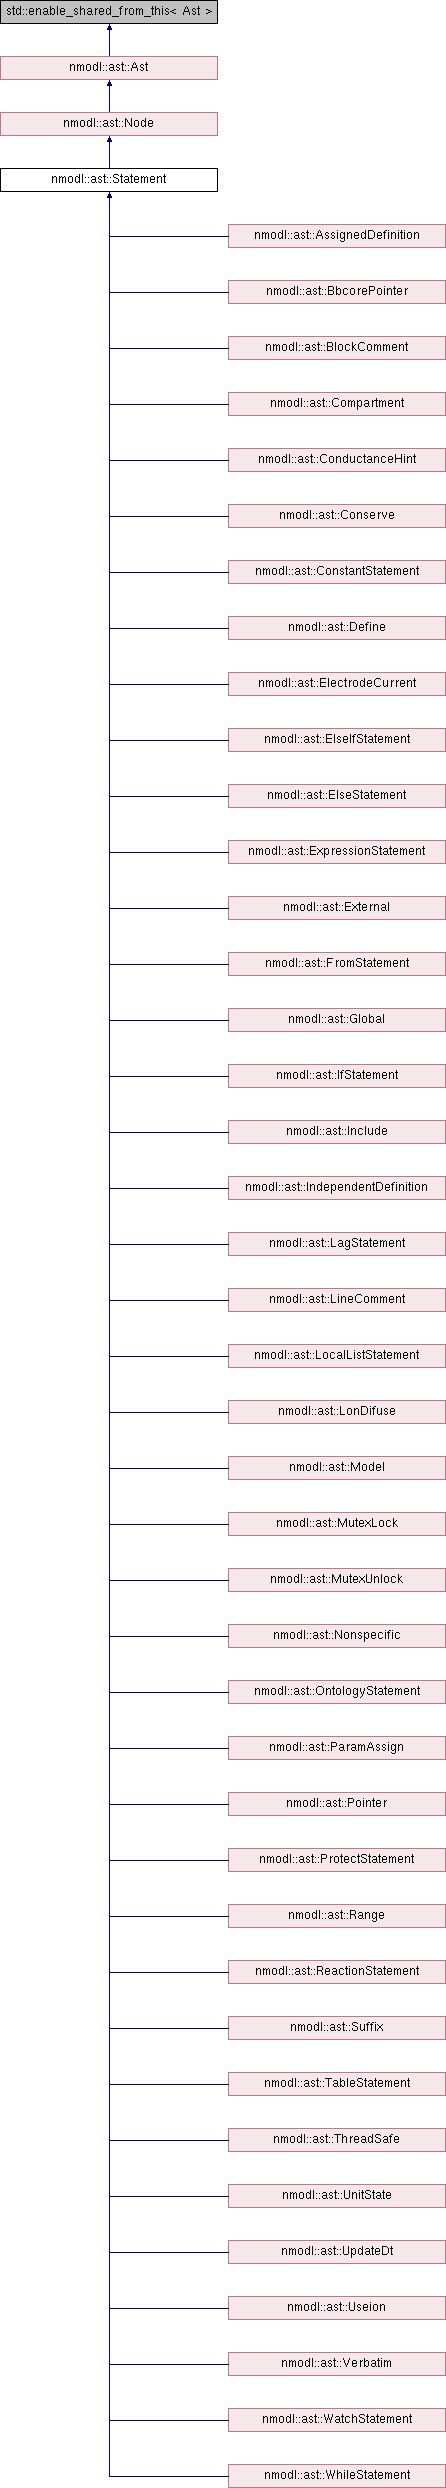 std::enable_shared_from_this< Ast >
nmodl::ast::Ast
nmodl::ast::Node
nmodl::ast::Statement
nmodl::ast::AssignedDefinition
nmodl::ast::BbcorePointer
nmodl::ast::BlockComment
nmodl::ast::Compartment
nmodl::ast::ConductanceHint
nmodl::ast::Conserve
nmodl::ast::ConstantStatement
nmodl::ast::Define
nmodl::ast::ElectrodeCurrent
nmodl::ast::ElseIfStatement
nmodl::ast::ElseStatement
nmodl::ast::ExpressionStatement
nmodl::ast::External
nmodl::ast::FromStatement
nmodl::ast::Global
nmodl::ast::IfStatement
nmodl::ast::Include
nmodl::ast::IndependentDefinition
nmodl::ast::LagStatement
nmodl::ast::LineComment
nmodl::ast::LocalListStatement
nmodl::ast::LonDifuse
nmodl::ast::Model
nmodl::ast::MutexLock
nmodl::ast::MutexUnlock
nmodl::ast::Nonspecific
nmodl::ast::OntologyStatement
nmodl::ast::ParamAssign
nmodl::ast::Pointer
nmodl::ast::ProtectStatement
nmodl::ast::Range
nmodl::ast::ReactionStatement
nmodl::ast::Suffix
nmodl::ast::TableStatement
nmodl::ast::ThreadSafe
nmodl::ast::UnitState
nmodl::ast::UpdateDt
nmodl::ast::Useion
nmodl::ast::Verbatim
nmodl::ast::WatchStatement
nmodl::ast::WhileStatement